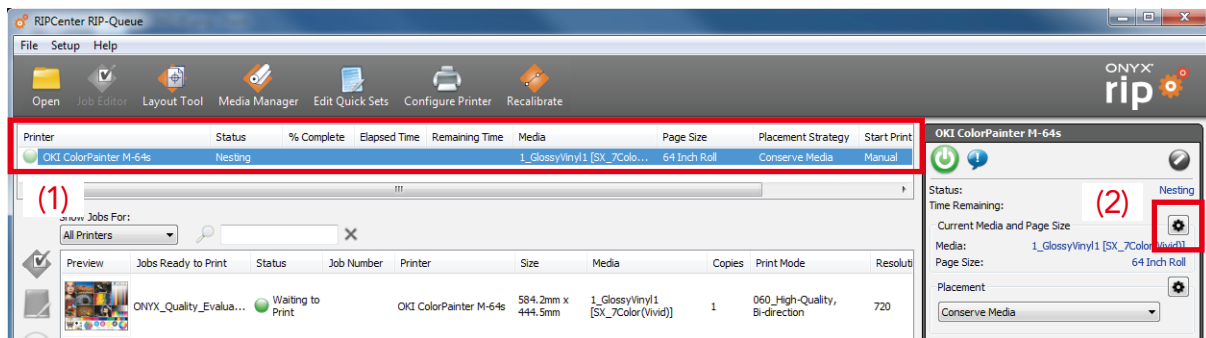 RIPCenter RIP-Queue
File Setup Help
Open Job Editor Layout Tool Media Manager Edit Quick Sets Configure Printer Recalibrate
ONYX rip
Printer Status % Complete Elapsed Time Remaining Time Media Page Size Placement Strategy Start Print
OKI ColorPainter M-64s Nesting 1_GlossyVinyl1 [SX_7Colo... 64 Inch Roll Conserve Media Manual
(1)
Show Jobs For:
All Printers
Preview Jobs Ready to Print Status Job Number Printer Size Media Copies Print Mode Resoluti
ONYX_Quality_Evalua... Waiting to Print OKI ColorPainter M-64s 584.2mm x 444.5mm 1_GlossyVinyl1 [SX_7Color(Vivid)] 1 060_High-Quality, Bi-direction 720
OKI ColorPainter M-64s
Status: Nesting
Time Remaining:
(2)
Current Media and Page Size
Media: 1_GlossyVinyl1 [SX_7Color(Vivid)]
Page Size: 64 Inch Roll
Placement
Conserve Media